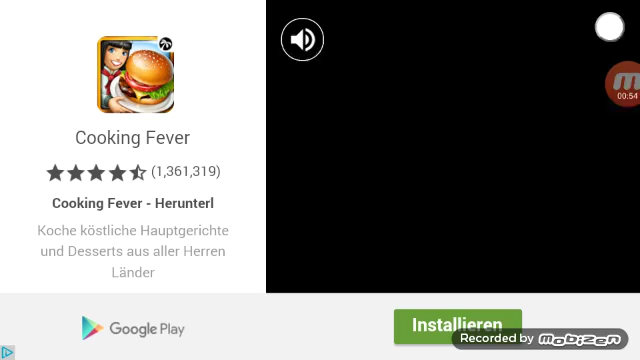 Cooking Fever
(1,361,319)
Cooking Fever - Herunterl
Koche köstliche Hauptgerichte
und Desserts aus aller Herren
Länder
Google Play
Installieren
Recorded by mobizen
00:54